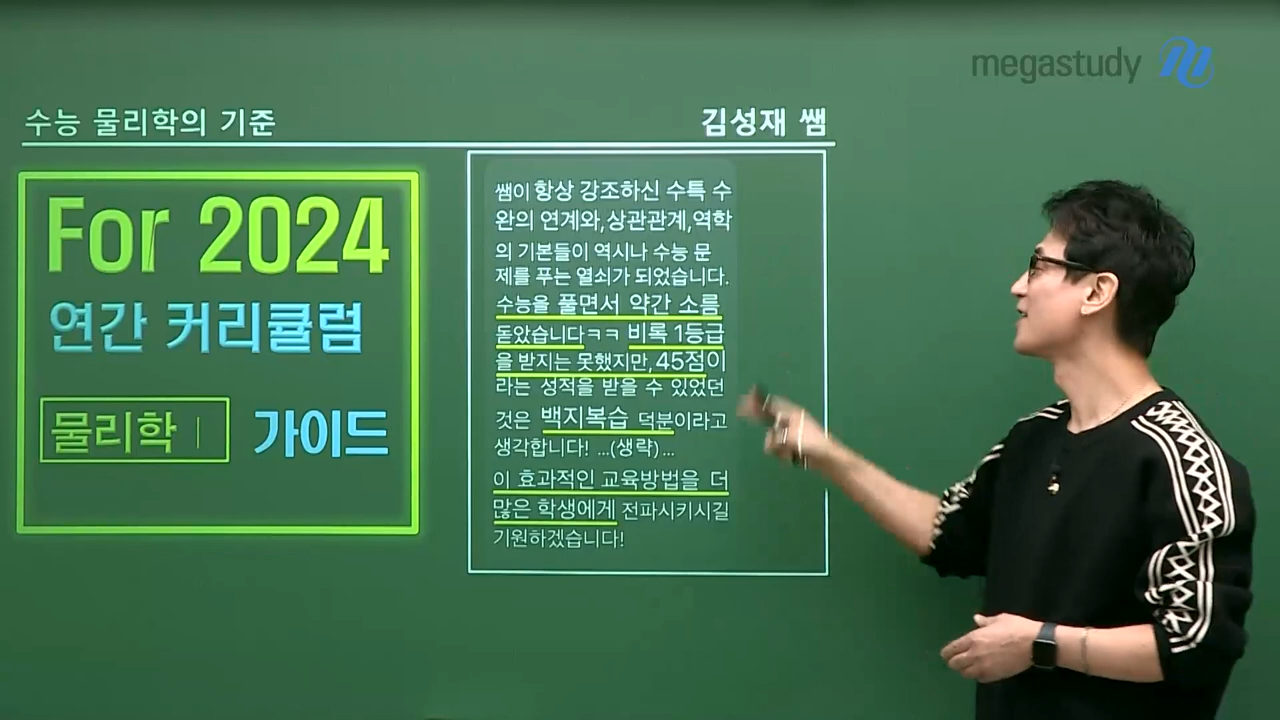 megastudy
수능 물리학의 기준
김성재 쌤
For 2024
연간 커리큘럼
물리학Ⅰ
가이드
쌤이 항상 강조하신 수특 수
완의 연계와,상관관계,역학
의 기본들이 역시나 수능 문
제를 푸는 열쇠가 되었습니다.
수능을 풀면서 약간 소름
돋았습니다ㅋㅋ 비록 1등급
을 받지는 못했지만, 45점이
라는 성적을 받을 수 있었던
것은 백지복습 덕분이라고
생각합니다! ...(생략)...
이 효과적인 교육방법을 더
많은 학생에게 전파시키시길
기원하겠습니다!